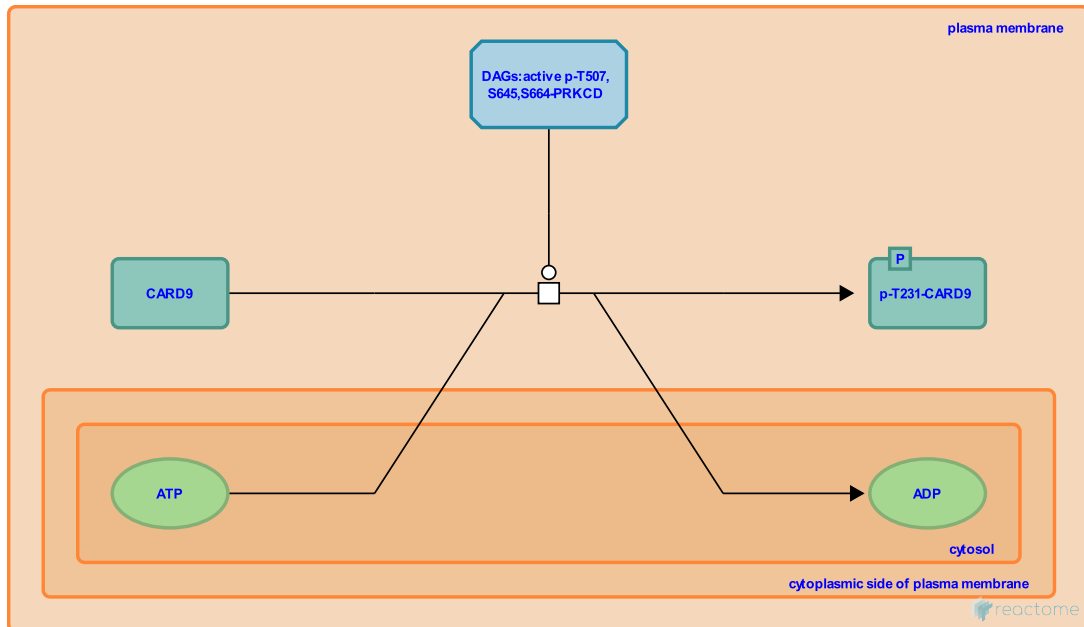 plasma membrane
DAGs:active p-T507,
S645,S664-PRKCD
CARD9
P
p-T231-CARD9
ATP
ADP
cytosol
cytoplasmic side of plasma membrane
reactome